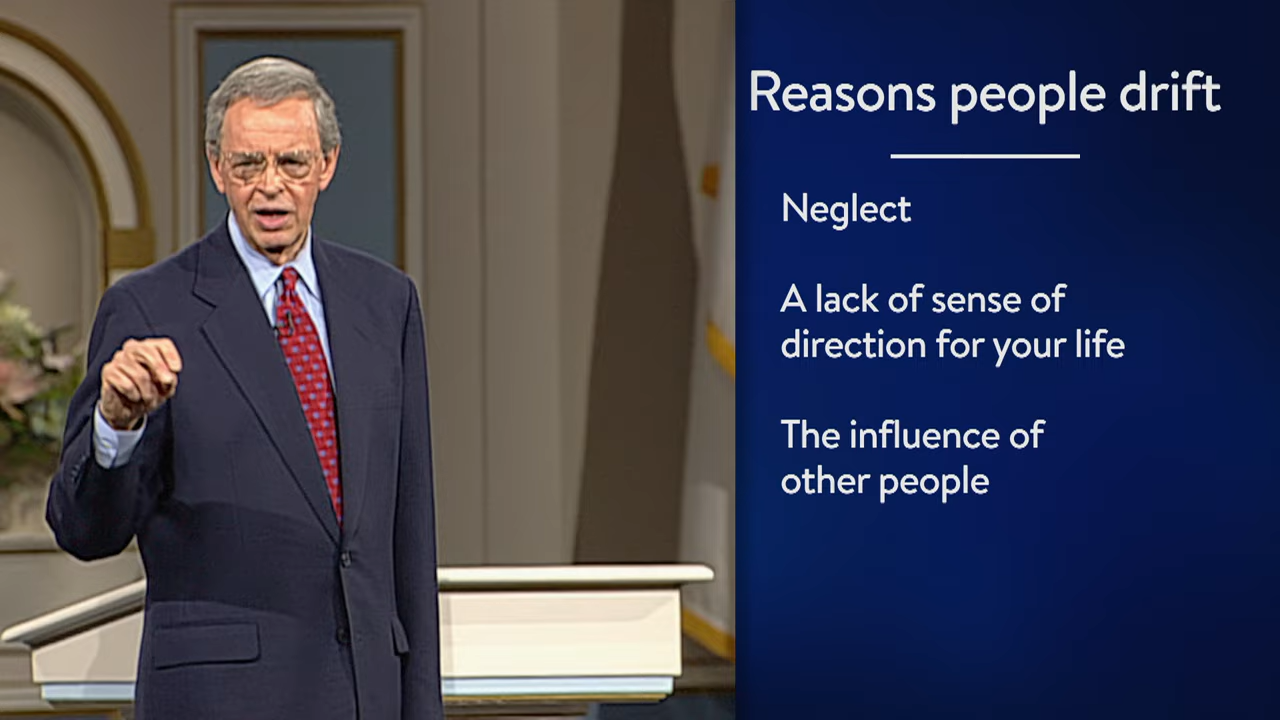 Reasons people drift
Neglect
A lack of sense of
direction for your life
The influence of
other people